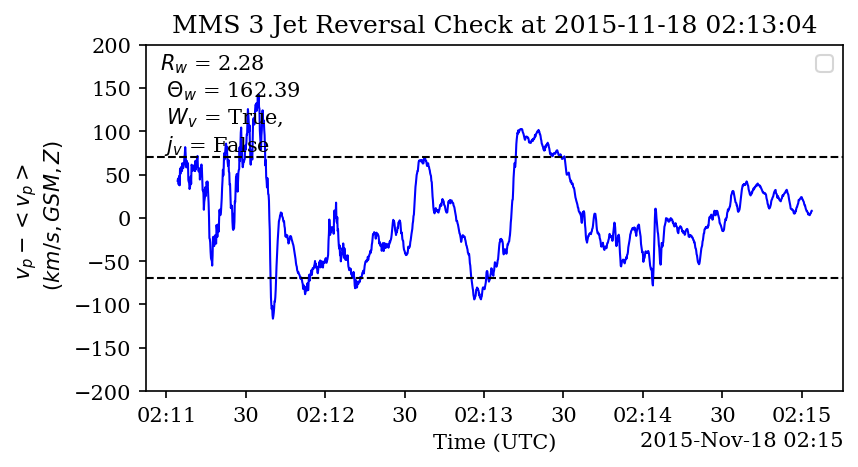 MMS 3 Jet Reversal Check at 2015-11-18 02:13:04
R_w = 2.28
Θ_w = 162.39
W_v = True,
j_v = False
200
150
100
50
0
−50
−100
−150
−200
v_p − < v_p >
(km/s, GSM, Z)
02:11 30 02:12 30 02:13 30 02:14 30 02:15
Time (UTC)
2015-Nov-18 02:15